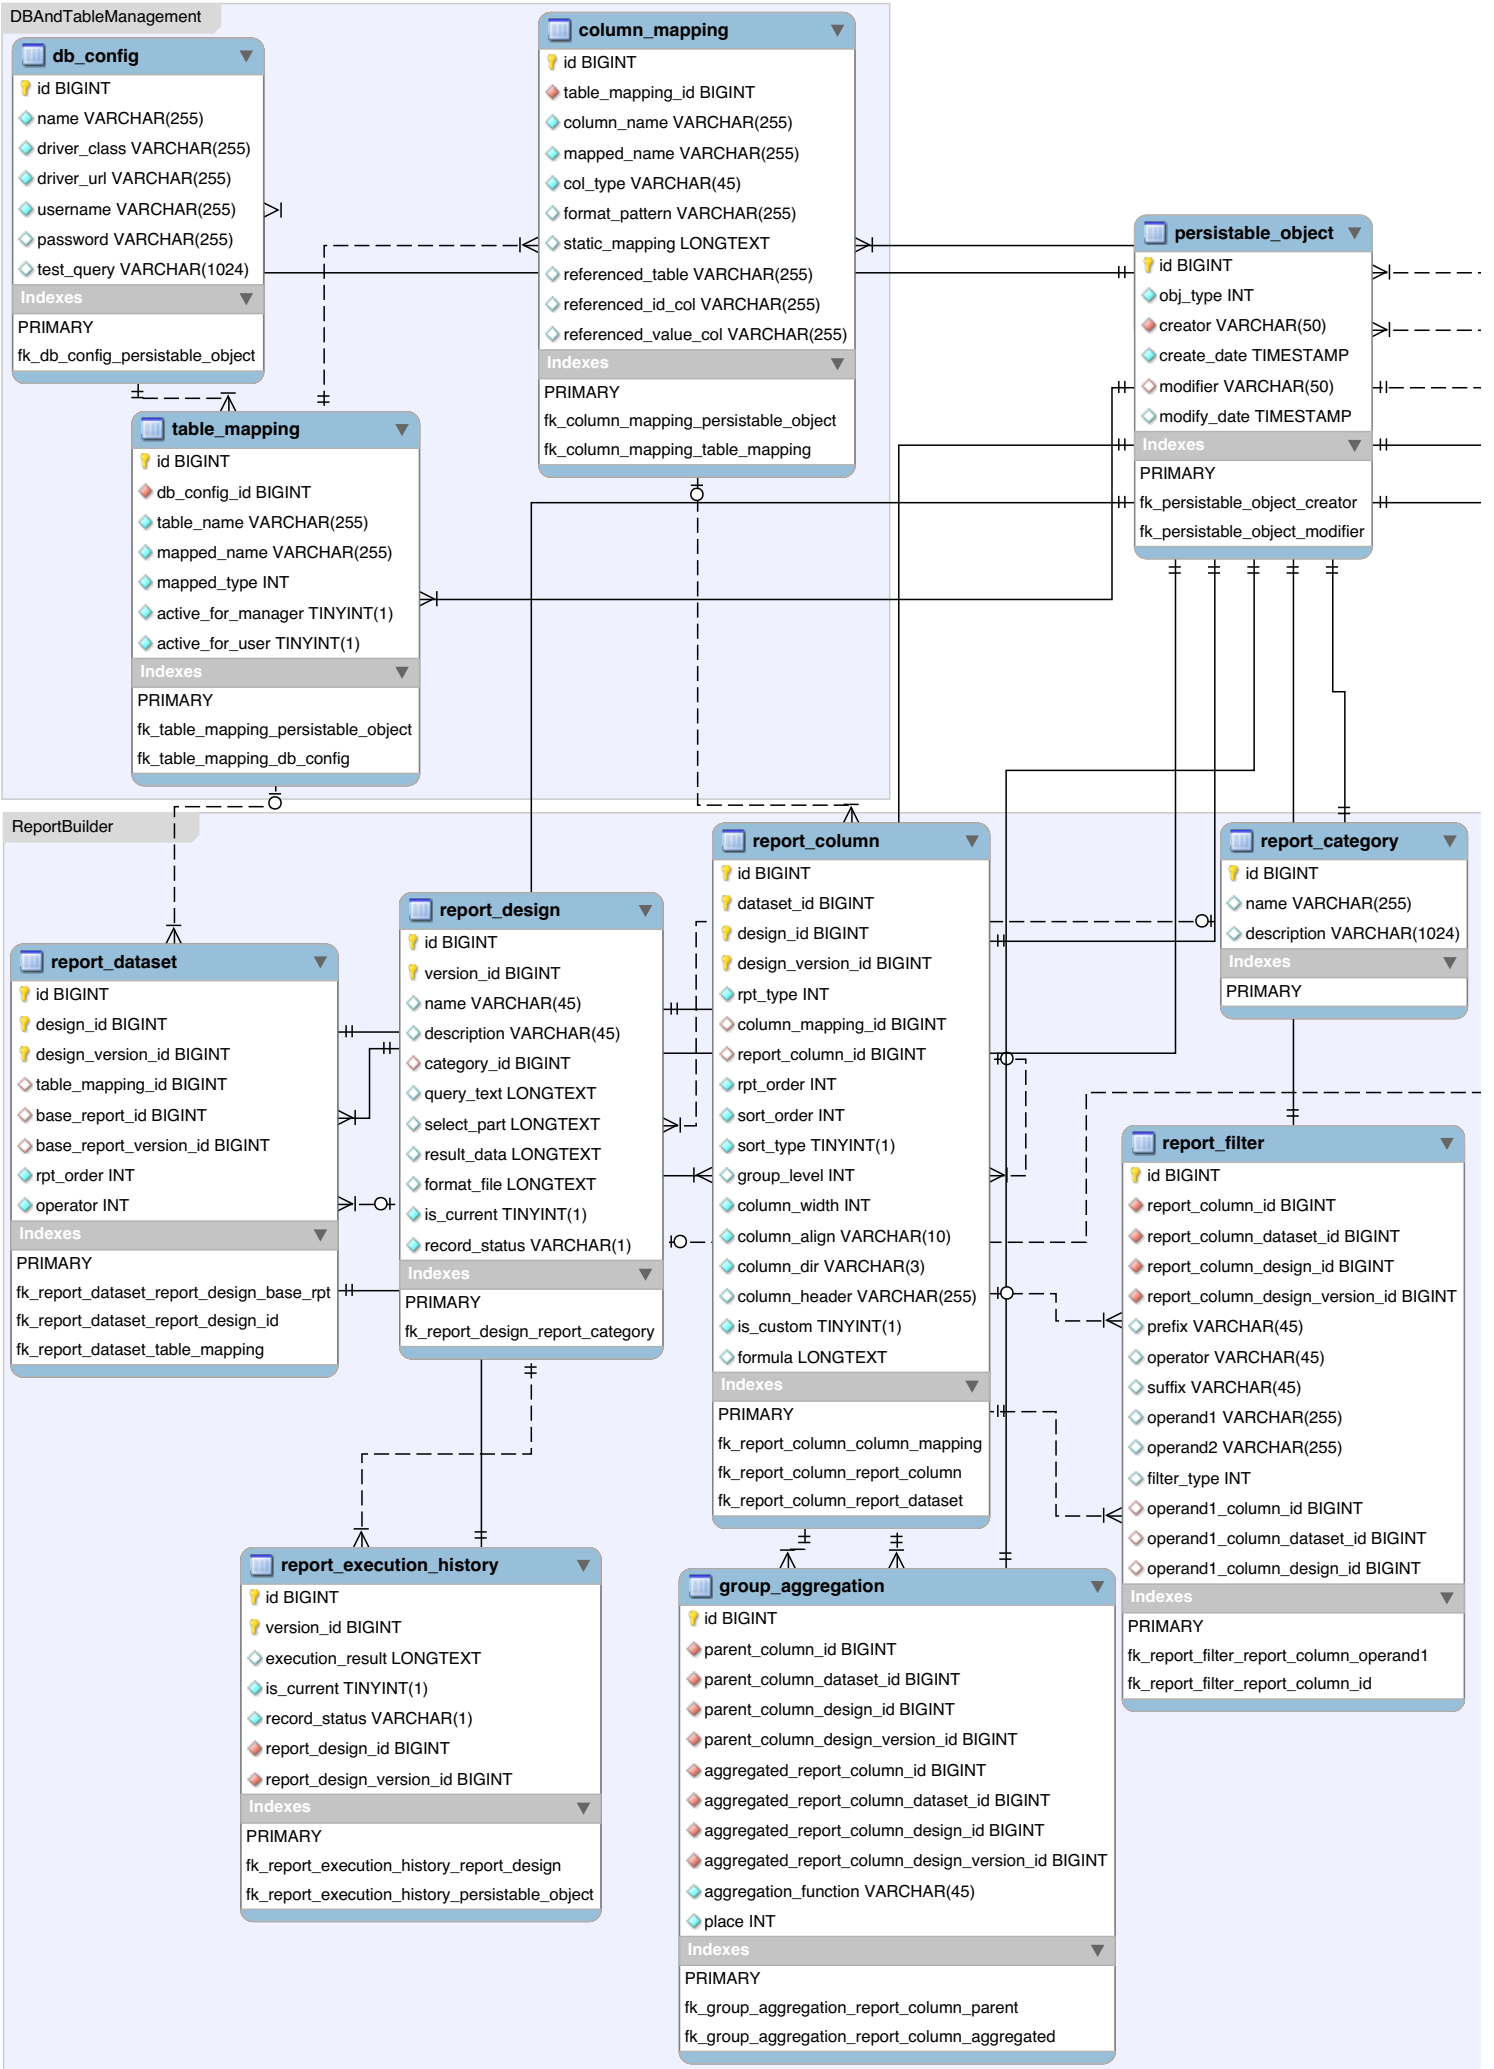 DBAndTableManagement
db_config
id BIGINT
name VARCHAR(255)
driver_class VARCHAR(255)
driver_url VARCHAR(255)
username VARCHAR(255)
password VARCHAR(255)
test_query VARCHAR(1024)
Indexes
PRIMARY
fk_db_config_persistable_object
column_mapping
id BIGINT
table_mapping_id BIGINT
column_name VARCHAR(255)
mapped_name VARCHAR(255)
col_type VARCHAR(45)
format_pattern VARCHAR(255)
static_mapping LONGTEXT
referenced_table VARCHAR(255)
referenced_id_col VARCHAR(255)
referenced_value_col VARCHAR(255)
Indexes
PRIMARY
fk_column_mapping_persistable_object
fk_column_mapping_table_mapping
persistable_object
id BIGINT
obj_type INT
creator VARCHAR(50)
create_date TIMESTAMP
modifier VARCHAR(50)
modify_date TIMESTAMP
Indexes
PRIMARY
fk_persistable_object_creator
fk_persistable_object_modifier
table_mapping
id BIGINT
db_config_id BIGINT
table_name VARCHAR(255)
mapped_name VARCHAR(255)
mapped_type INT
active_for_manager TINYINT(1)
active_for_user TINYINT(1)
Indexes
PRIMARY
fk_table_mapping_persistable_object
fk_table_mapping_db_config
ReportBuilder
report_dataset
id BIGINT
design_id BIGINT
design_version_id BIGINT
table_mapping_id BIGINT
base_report_id BIGINT
base_report_version_id BIGINT
rpt_order INT
operator INT
Indexes
PRIMARY
fk_report_dataset_report_design_base_rpt
fk_report_dataset_report_design_id
fk_report_dataset_table_mapping
report_design
id BIGINT
version_id BIGINT
name VARCHAR(45)
description VARCHAR(45)
category_id BIGINT
query_text LONGTEXT
select_part LONGTEXT
result_data LONGTEXT
format_file LONGTEXT
is_current TINYINT(1)
record_status VARCHAR(1)
Indexes
PRIMARY
fk_report_design_report_category
report_column
id BIGINT
dataset_id BIGINT
design_id BIGINT
design_version_id BIGINT
rpt_type INT
column_mapping_id BIGINT
report_column_id BIGINT
rpt_order INT
sort_order INT
sort_type TINYINT(1)
group_level INT
column_width INT
column_align VARCHAR(10)
column_dir VARCHAR(3)
column_header VARCHAR(255)
is_custom TINYINT(1)
formula LONGTEXT
Indexes
PRIMARY
fk_report_column_column_mapping
fk_report_column_report_column
fk_report_column_report_dataset
report_category
id BIGINT
name VARCHAR(255)
description VARCHAR(1024)
Indexes
PRIMARY
report_filter
id BIGINT
report_column_id BIGINT
report_column_dataset_id BIGINT
report_column_design_id BIGINT
report_column_design_version_id BIGINT
prefix VARCHAR(45)
operator VARCHAR(45)
suffix VARCHAR(45)
operand1 VARCHAR(255)
operand2 VARCHAR(255)
filter_type INT
operand1_column_id BIGINT
operand1_column_dataset_id BIGINT
operand1_column_design_id BIGINT
Indexes
PRIMARY
fk_report_filter_report_column_operand1
fk_report_filter_report_column_id
report_execution_history
id BIGINT
version_id BIGINT
execution_result LONGTEXT
is_current TINYINT(1)
record_status VARCHAR(1)
report_design_id BIGINT
report_design_version_id BIGINT
Indexes
PRIMARY
fk_report_execution_history_report_design
fk_report_execution_history_persistable_object
group_aggregation
id BIGINT
parent_column_id BIGINT
parent_column_dataset_id BIGINT
parent_column_design_id BIGINT
parent_column_design_version_id BIGINT
aggregated_report_column_id BIGINT
aggregated_report_column_dataset_id BIGINT
aggregated_report_column_design_id BIGINT
aggregated_report_column_design_version_id BIGINT
aggregation_function VARCHAR(45)
place INT
Indexes
PRIMARY
fk_group_aggregation_report_column_parent
fk_group_aggregation_report_column_aggregated